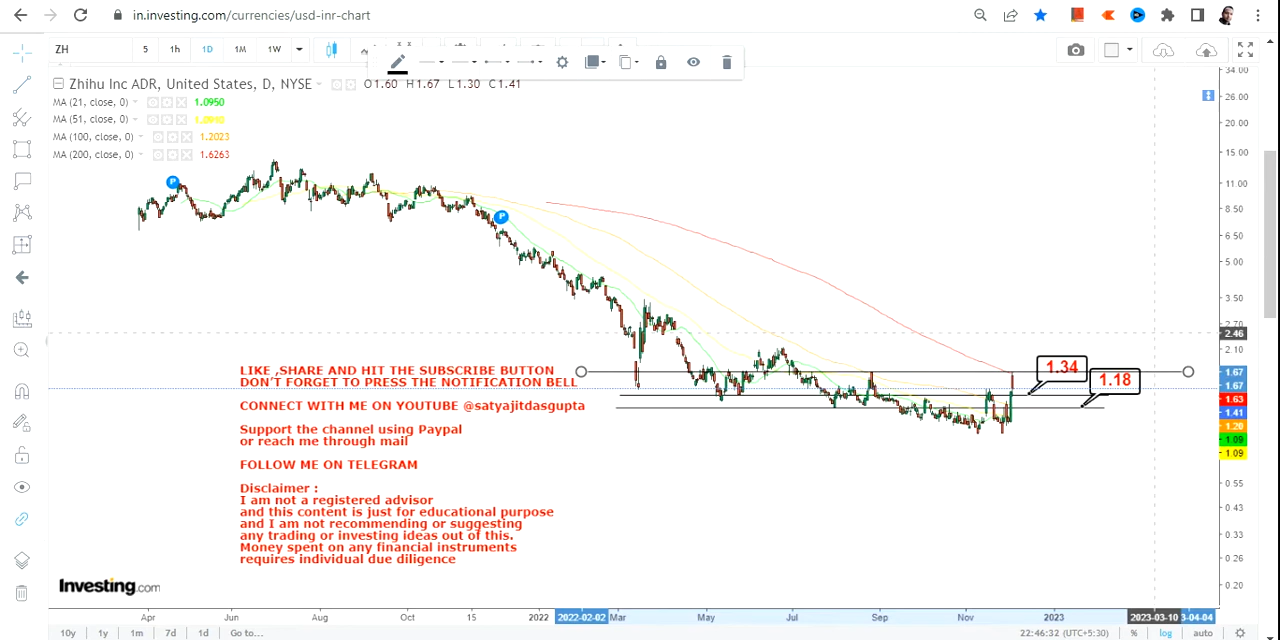 in.investing.com/currencies/usd-inr-chart
ZH
5
1h
1D
1M
1W
Zhihu Inc ADR, United States, D, NYSE
O1.60 H1.67 L1.30 C1.41
MA (21, close, 0)
1.0950
MA (51, close, 0)
MA (100, close, 0)
1.2023
MA (200, close, 0)
1.6263
P
P
1.34
1.18
LIKE ,SHARE AND HIT THE SUBSCRIBE BUTTON
DON'T FORGET TO PRESS THE NOTIFICATION BELL
CONNECT WITH ME ON YOUTUBE @satyajitdasgupta
Support the channel using Paypal
or reach me through mail
FOLLOW ME ON TELEGRAM
Disclaimer :
I am not a registered advisor
and this content is just for educational purpose
and I am not recommending or suggesting
any trading or investing ideas out of this.
Money spent on any financial instruments
requires individual due diligence
34.00
26.00
20.00
15.00
11.00
8.50
6.50
5.00
3.50
2.70
2.46
2.10
1.67
1.67
1.63
1.41
1.20
1.09
1.09
0.55
0.43
0.33
0.26
0.20
Investing.com
Apr
Jun
Aug
Oct
15
2022
2022-02-02
Mar
May
Jul
Sep
Nov
2023
2023-03-10
3-04-04
10y
1y
1m
7d
1d
Go to...
22:46:32 (UTC+5:30)
%
log
auto